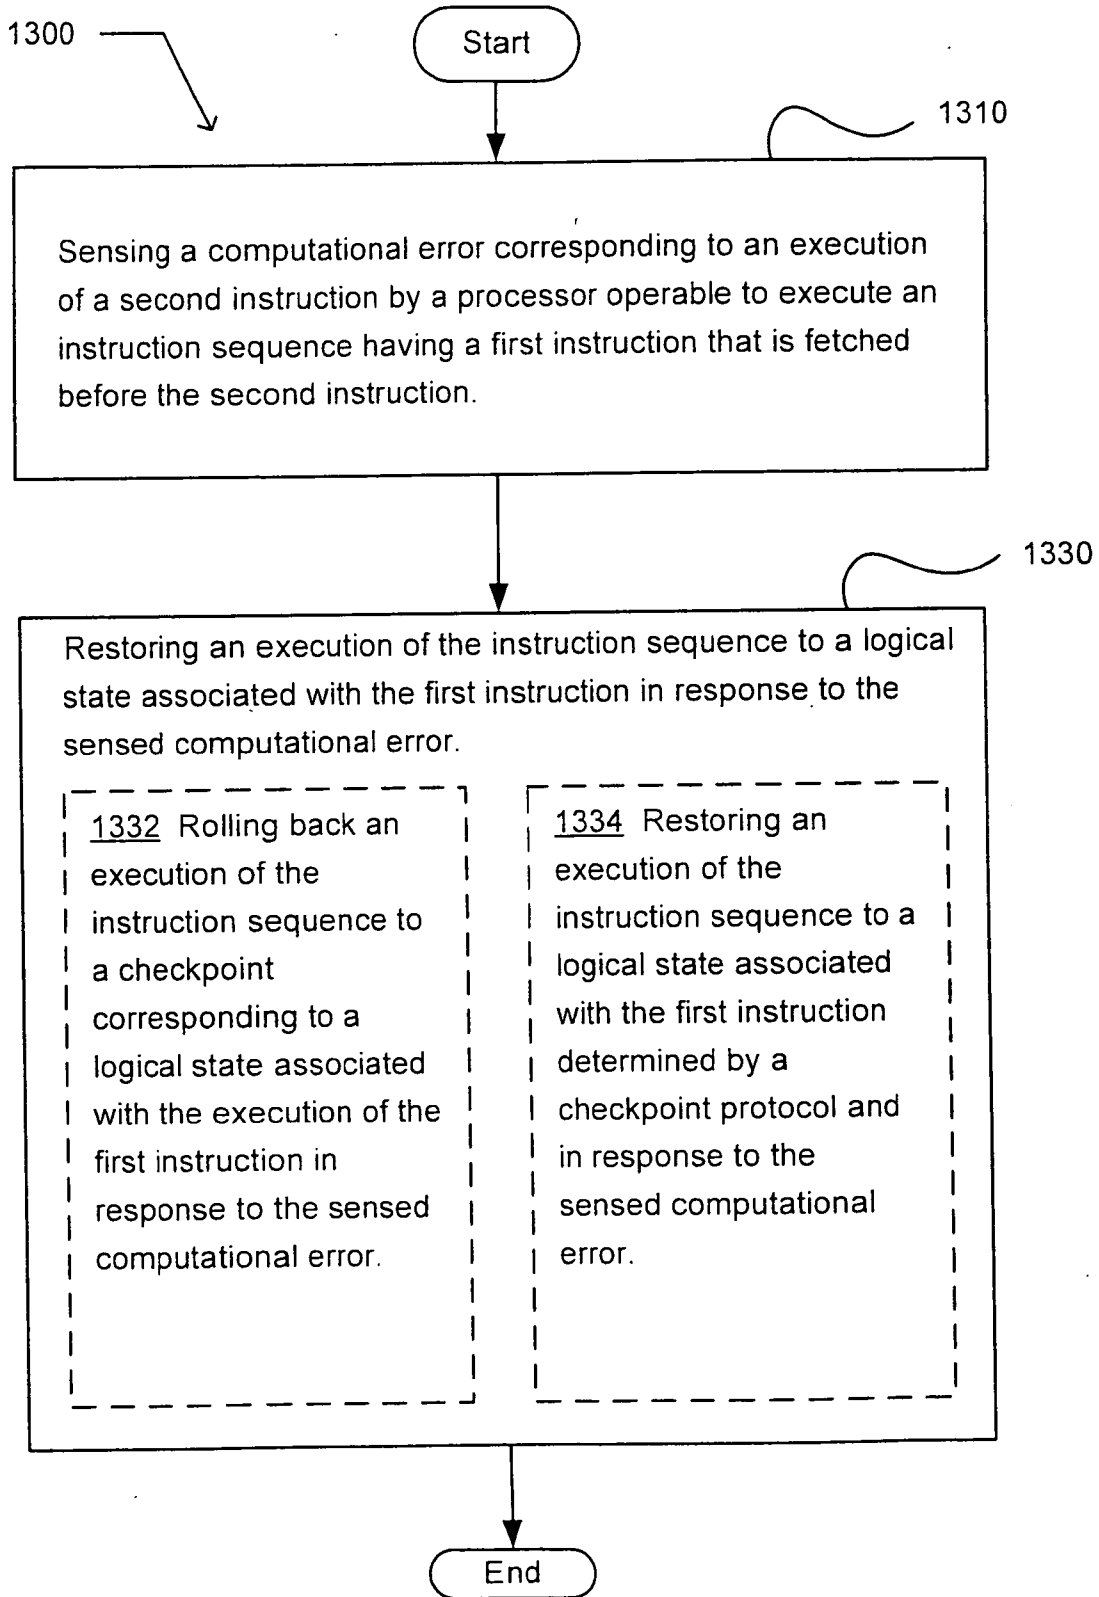 1300
Start
1310
Sensing a computational error corresponding to an execution
of a second instruction by a processor operable to execute an
instruction sequence having a first instruction that is fetched
before the second instruction.
1330
Restoring an execution of the instruction sequence to a logical
state associated with the first instruction in response to the
sensed computational error.
1332 Rolling back an
execution of the
instruction sequence to
a checkpoint
corresponding to a
logical state associated
with the execution of the
first instruction in
response to the sensed
computational error.
1334 Restoring an
execution of the
instruction sequence to a
logical state associated
with the first instruction
determined by a
checkpoint protocol and
in response to the
sensed computational
error.
End